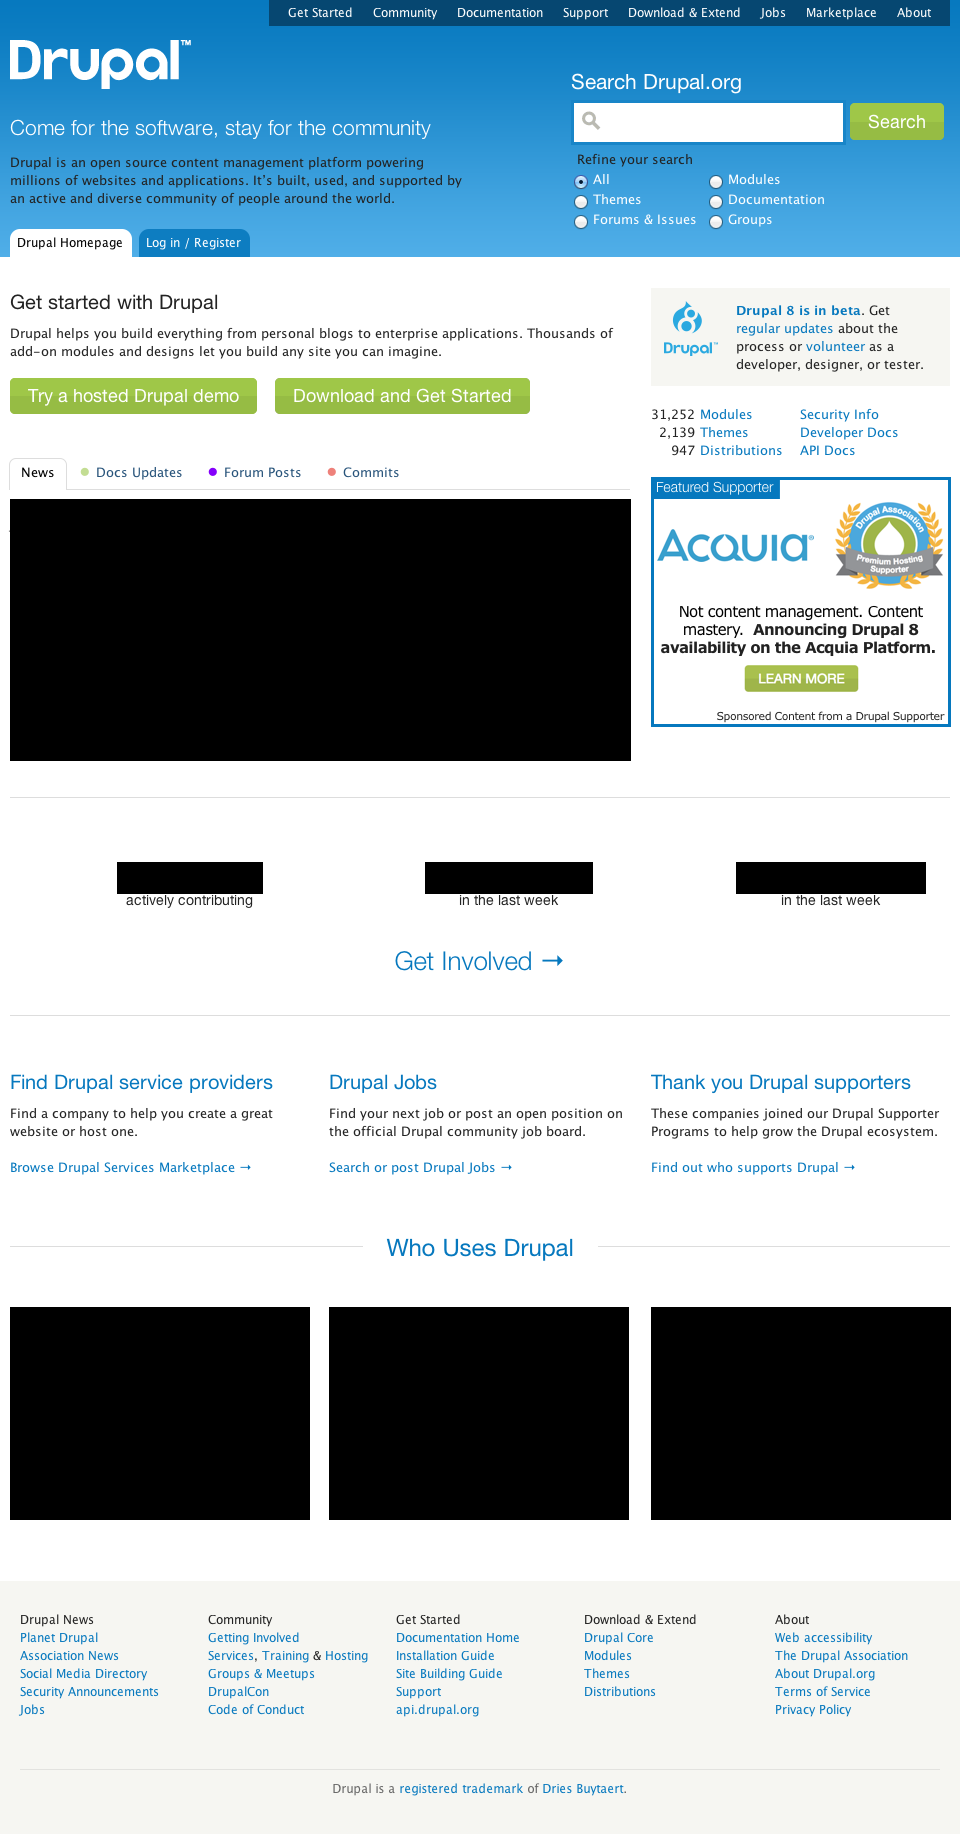 Get Started Community Documentation Support Download & Extend Jobs Marketplace About
Drupal™
Search Drupal.org
Search
Come for the software, stay for the community
Drupal is an open source content management platform powering
millions of websites and applications. It’s built, used, and supported by
an active and diverse community of people around the world.
Refine your search
All
Modules
Themes
Documentation
Forums & Issues
Groups
Drupal Homepage
Log in / Register
Get started with Drupal
Drupal helps you build everything from personal blogs to enterprise applications. Thousands of
add-on modules and designs let you build any site you can imagine.
Try a hosted Drupal demo
Download and Get Started
Drupal™
Drupal 8 is in beta. Get
regular updates about the
process or volunteer as a
developer, designer, or tester.
31,252 Modules
Security Info
2,139 Themes
Developer Docs
947 Distributions
API Docs
News
Docs Updates
Forum Posts
Commits
Featured Supporter
Acquia®
Drupal Association
Premium Hosting
Supporter
Not content management. Content
mastery. Announcing Drupal 8
availability on the Acquia Platform.
LEARN MORE
Sponsored Content from a Drupal Supporter
actively contributing
in the last week
in the last week
Get Involved →
Find Drupal service providers
Find a company to help you create a great
website or host one.
Browse Drupal Services Marketplace →
Drupal Jobs
Find your next job or post an open position on
the official Drupal community job board.
Search or post Drupal Jobs →
Thank you Drupal supporters
These companies joined our Drupal Supporter
Programs to help grow the Drupal ecosystem.
Find out who supports Drupal →
Who Uses Drupal
Drupal News
Planet Drupal
Association News
Social Media Directory
Security Announcements
Jobs
Community
Getting Involved
Services, Training & Hosting
Groups & Meetups
DrupalCon
Code of Conduct
Get Started
Documentation Home
Installation Guide
Site Building Guide
Support
api.drupal.org
Download & Extend
Drupal Core
Modules
Themes
Distributions
About
Web accessibility
The Drupal Association
About Drupal.org
Terms of Service
Privacy Policy
Drupal is a registered trademark of Dries Buytaert.